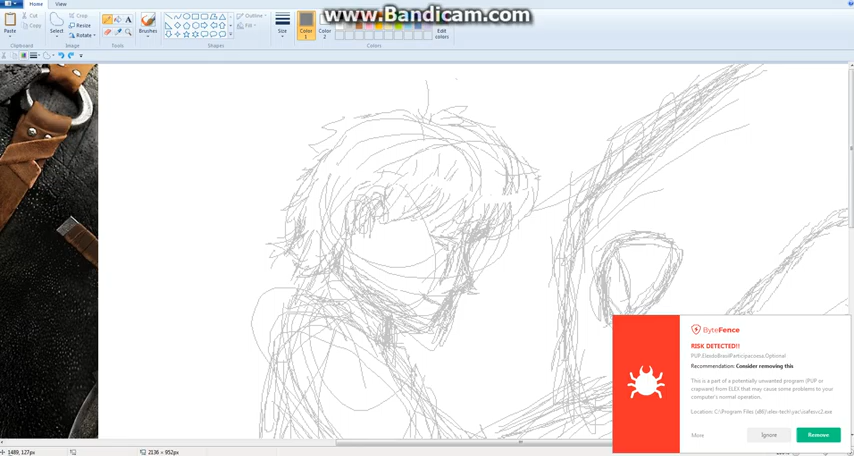 www.Bandicam.com
Home View
Paste
Cut
Copy
Clipboard
Select
Crop
Resize
Rotate
Image
Tools
Brushes
Shapes
Outline
Fill
Size
Color 1
Color 2
Colors
Edit colors
ByteFence
RISK DETECTED!!
Recommendation: Consider removing this
This is a part of a potentially unwanted program (PUP or
crapware) from ELEX that may cause some problems to your
computer's normal operation.
More Ignore Remove
1489, 127px
2136 × 952px